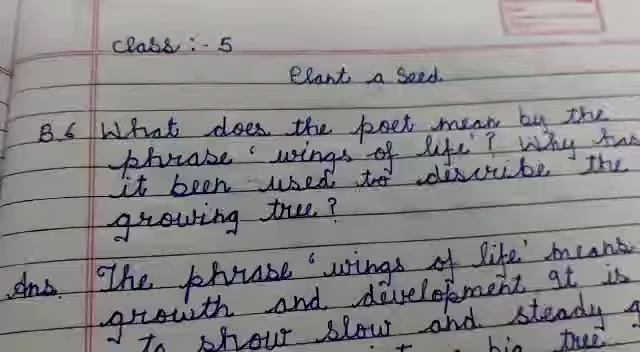 Class :- 5
Plant a Seed
B.6 What does the poet mean by the
phrase 'wings of life'? Why has
it been used to describe the
growing tree?
Ans. The phrase 'wings of life' means
growth and development It is
To show slow and steady
big tree